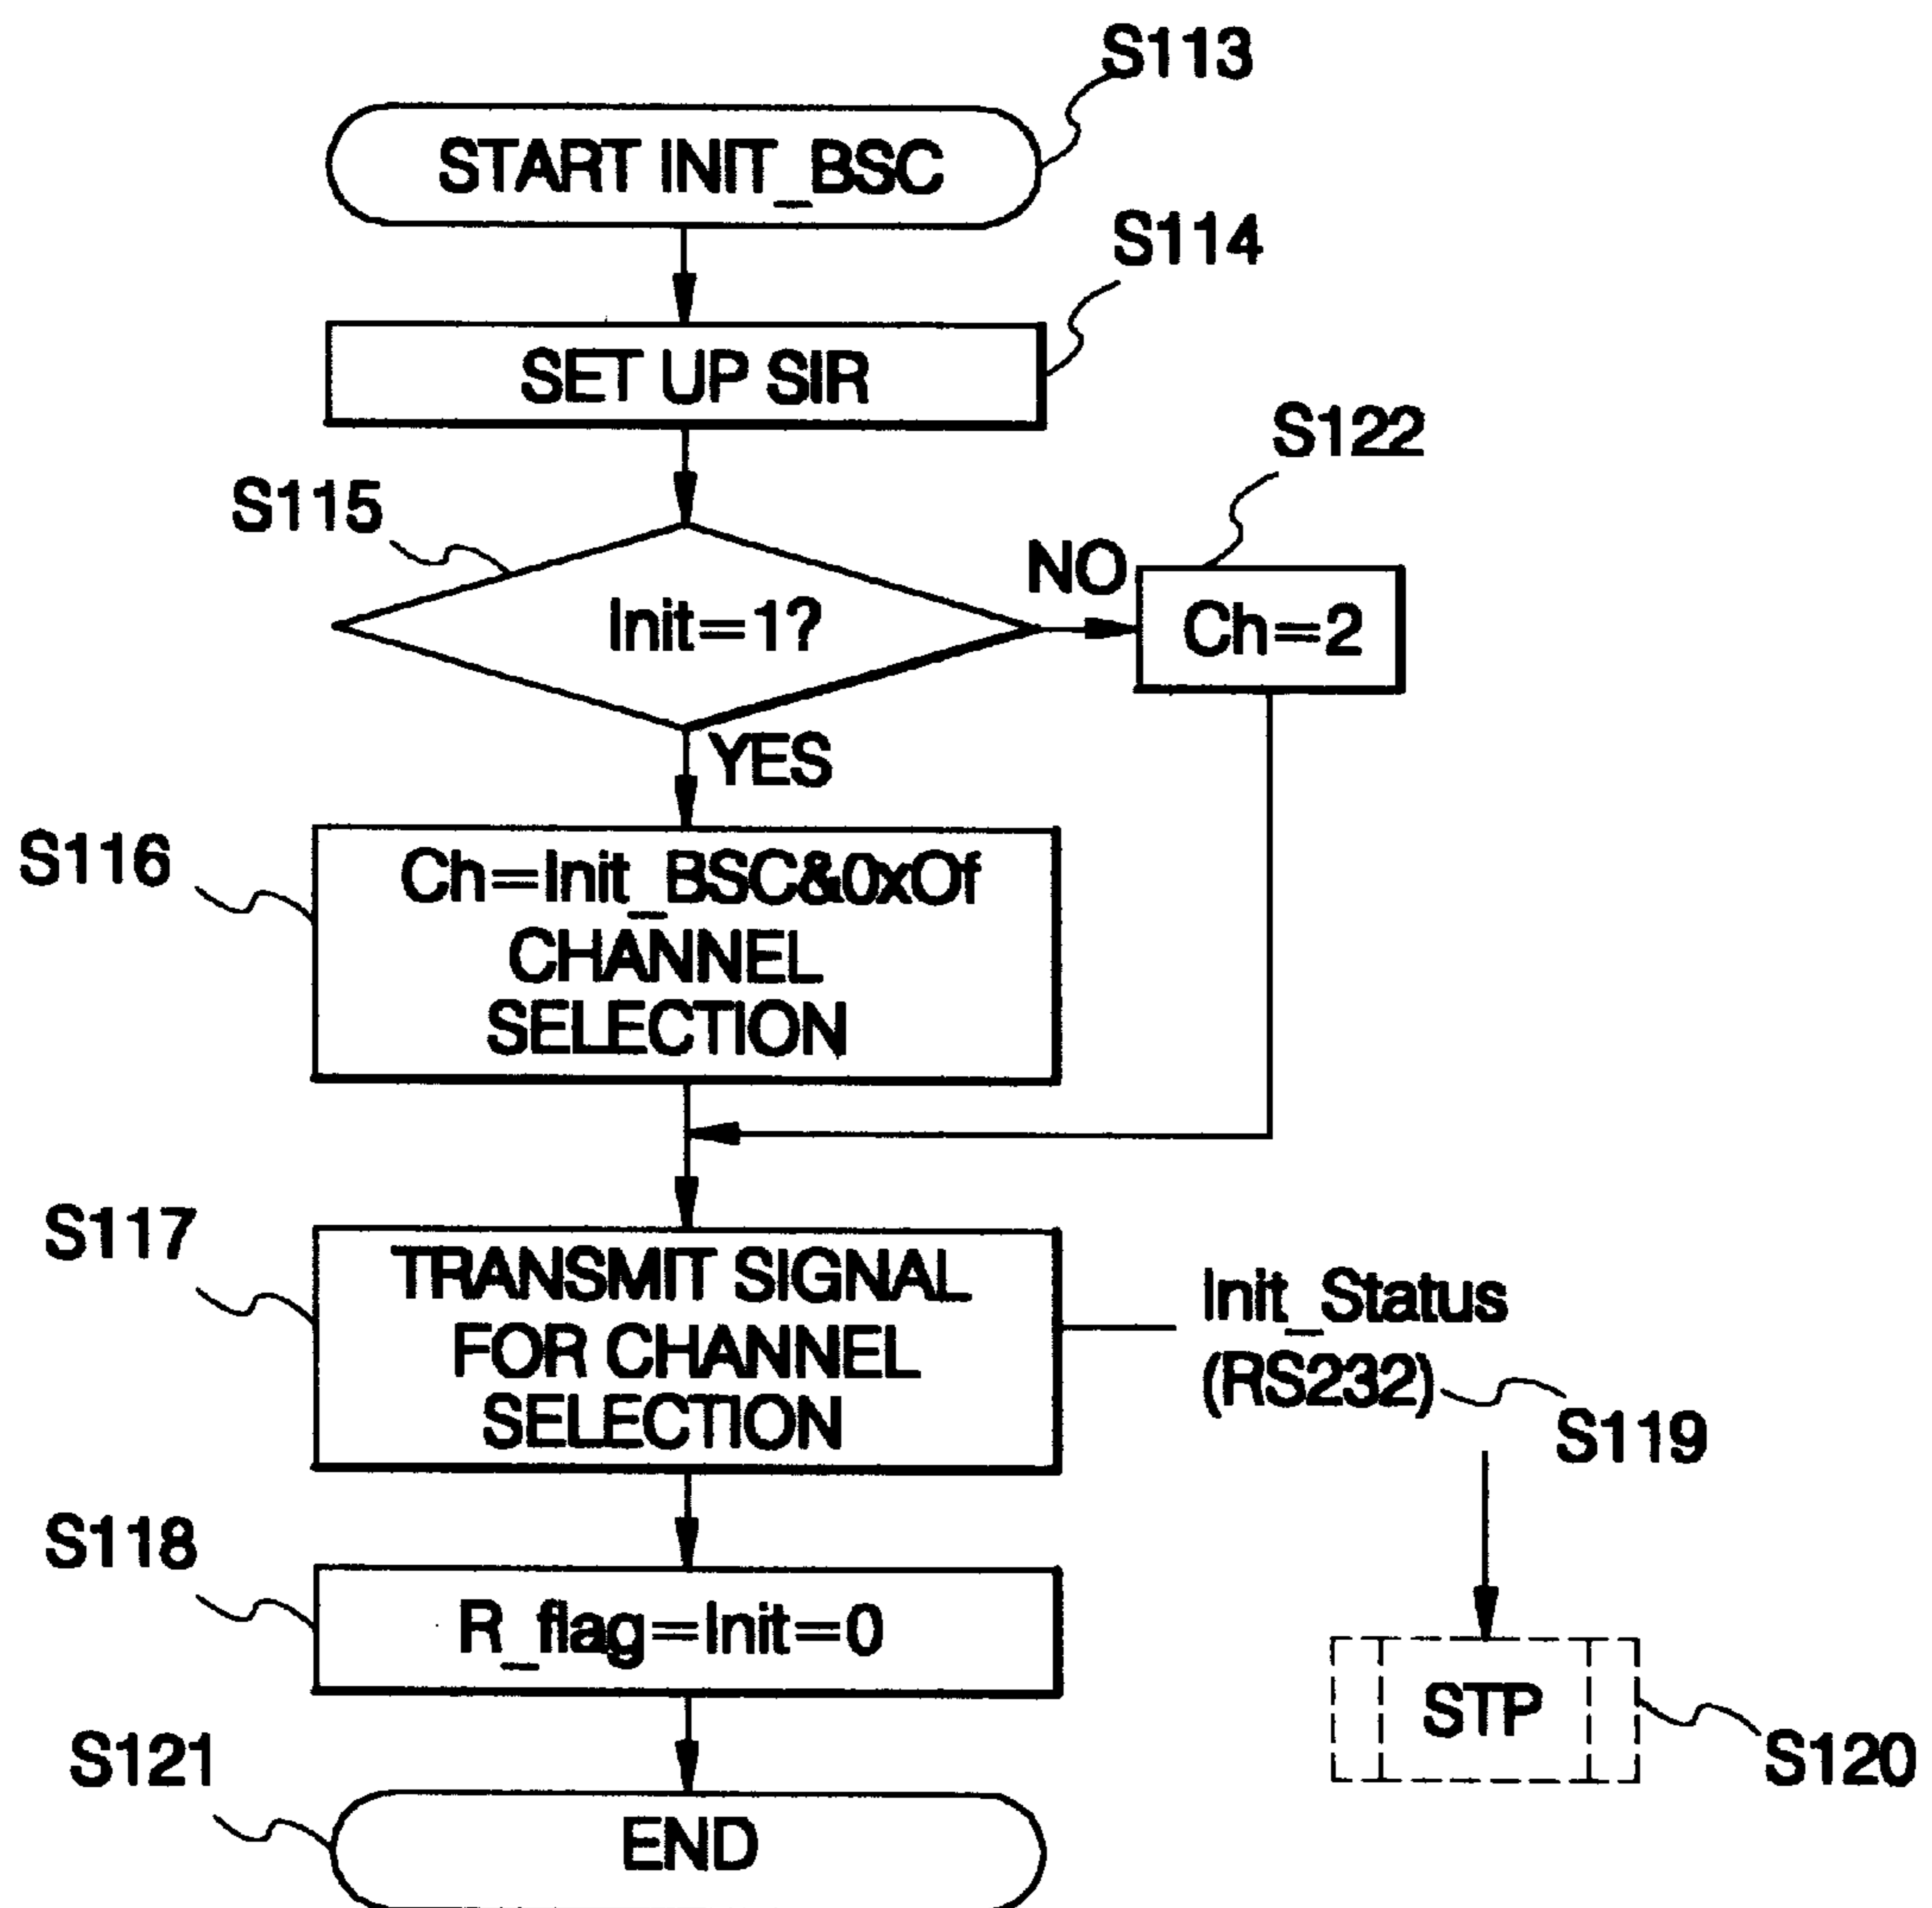 S113
START INIT_BSC
S114
SET UP SIR
S122
S115
NO
Init=1?
Ch=2
YES
S116
Ch=Init_BSC&0xOf
CHANNEL
SELECTION
S117
TRANSMIT SIGNAL
FOR CHANNEL
SELECTION
Init_Status
(RS232)
S119
S118
R_flag=Init=0
STP
S120
S121
END